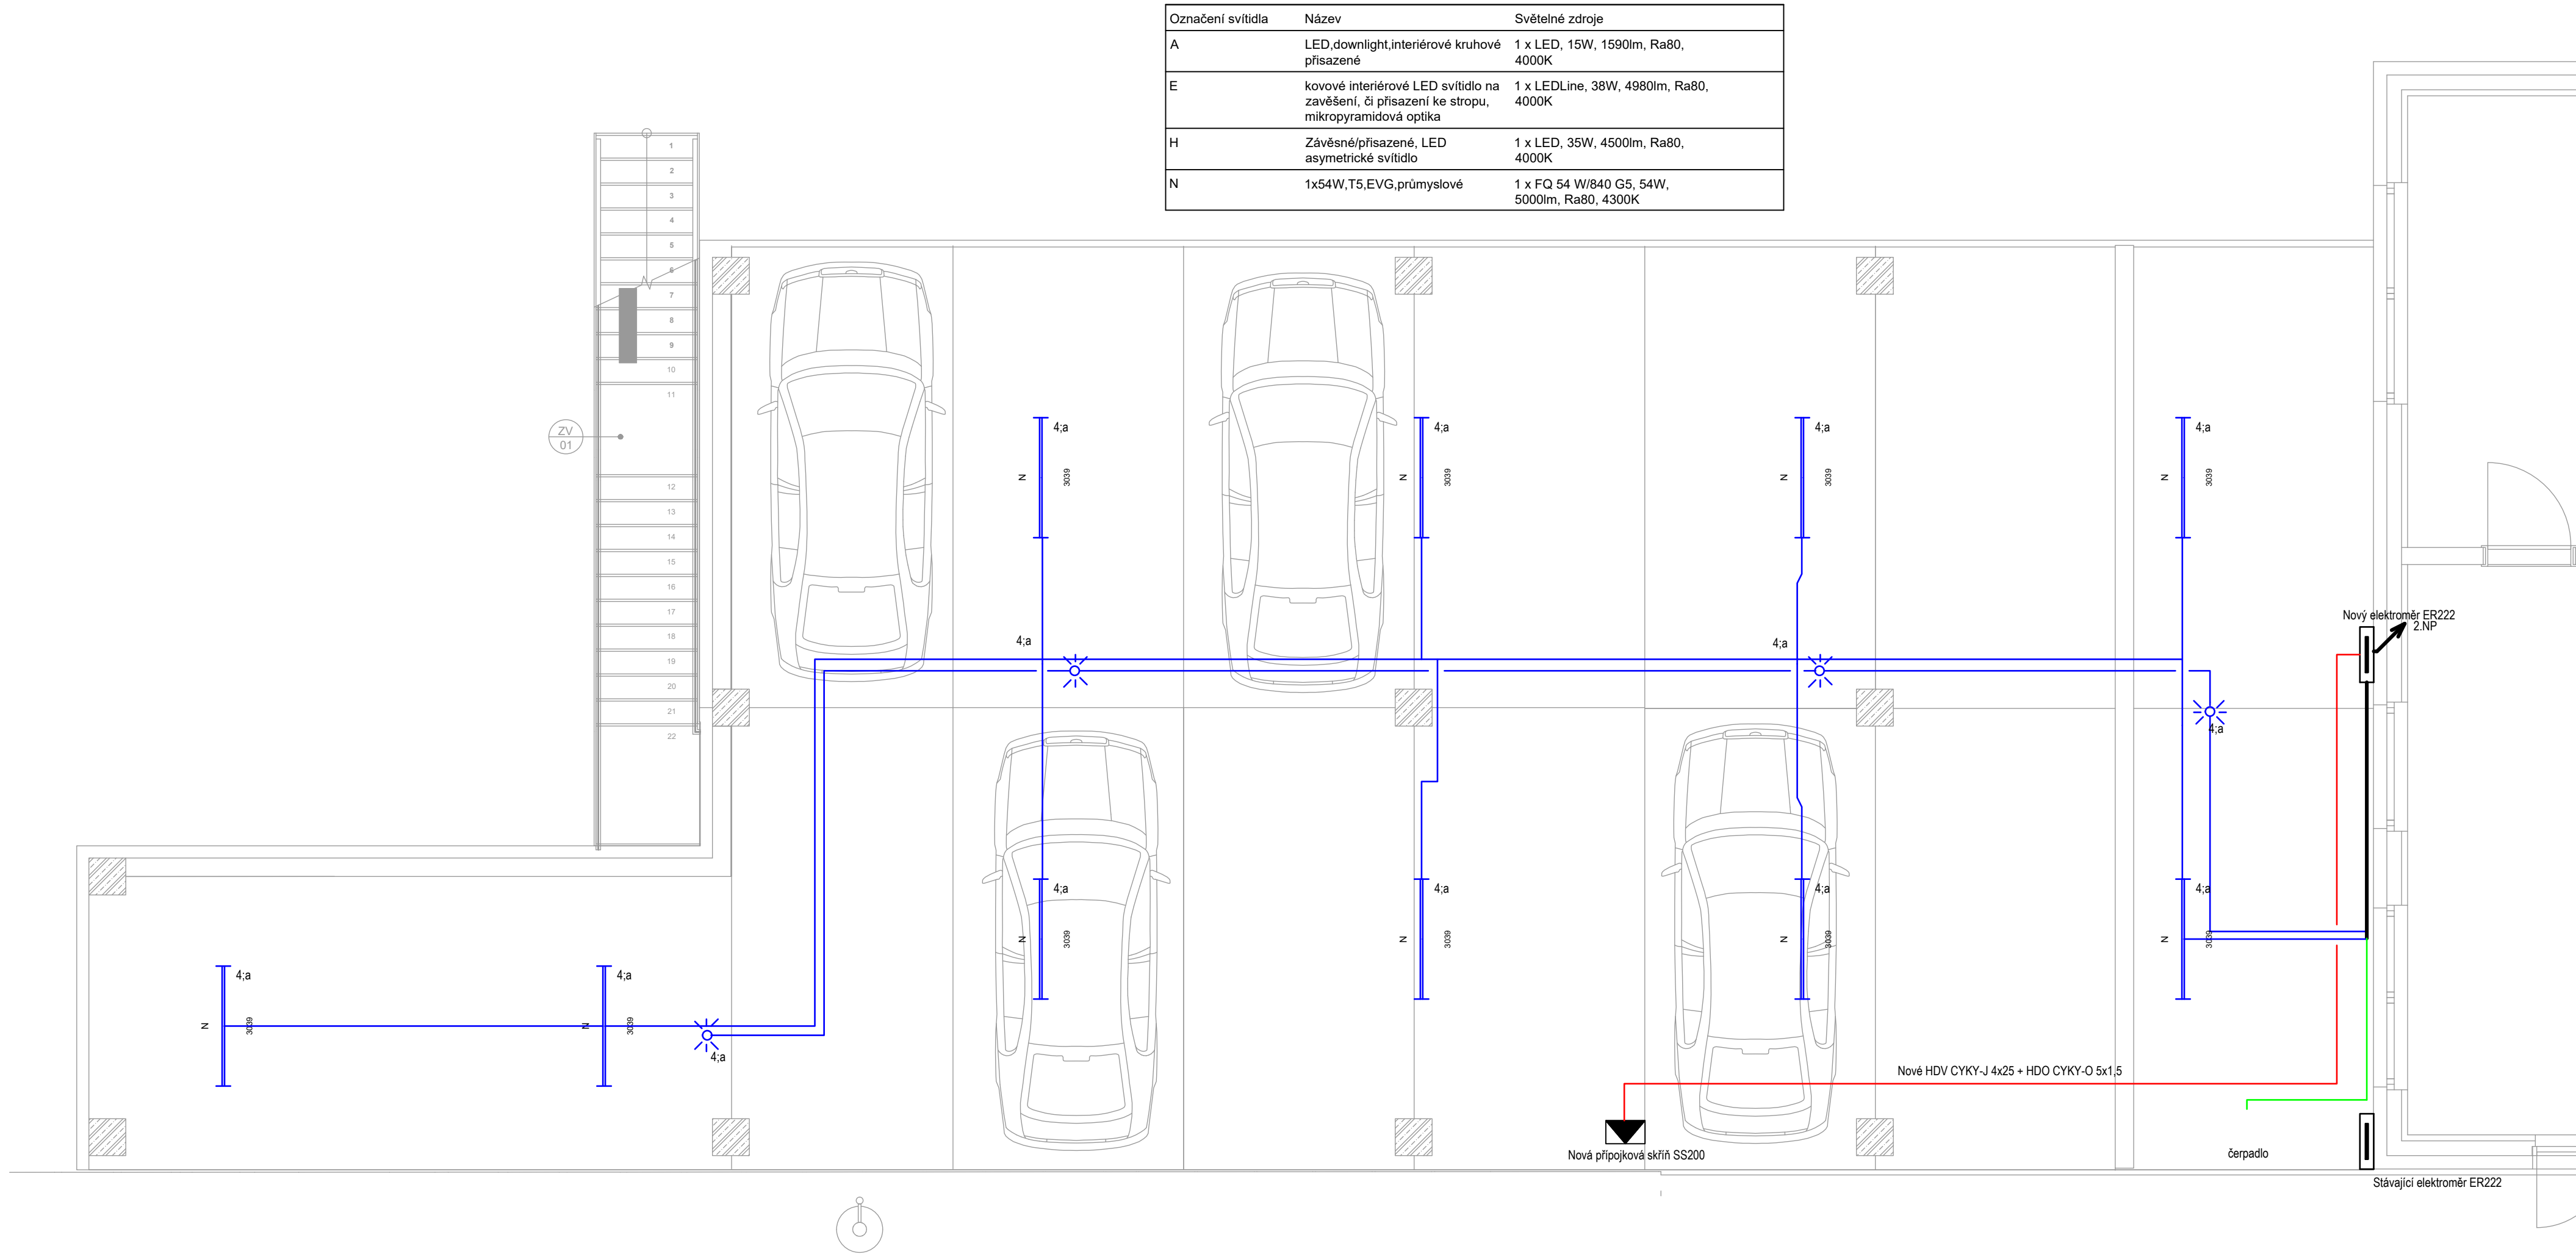 Označení svítidla Název Světelné zdroje
A LED,downlight,interiérové kruhové 1 x LED, 15W, 1590lm, Ra80,
přisazené 4000K
E kovové interiérové LED svítidlo na 1 x LEDLine, 38W, 4980lm, Ra80,
zavěšení, či přisazení ke stropu, 4000K
mikropyramidová optika
H Závěsné/přisazené, LED 1 x LED, 35W, 4500lm, Ra80,
asymetrické svítidlo 4000K
N 1x54W,T5,EVG,průmyslové 1 x FQ 54 W/840 G5, 54W,
5000lm, Ra80, 4300K
1
2
3
4
5
6
7
8
9
10
11
ZV
01
12
13
14
15
16
17
18
19
20
21
22
4;a 4;a 4;a 4;a
N 3039 N 3039 N 3039 N 3039
Nový elektroměr ER222
2.NP
4;a 4;a
4;a
4;a 4;a 4;a 4;a
N 3039 N 3039 N 3039 N 3039
4;a 4;a
N 3039 N 3039
4;a
Nové HDV CYKY-J 4x25 + HDO CYKY-O 5x1,5
Nová přípojková skříň SS200
čerpadlo
Stávající elektroměr ER222